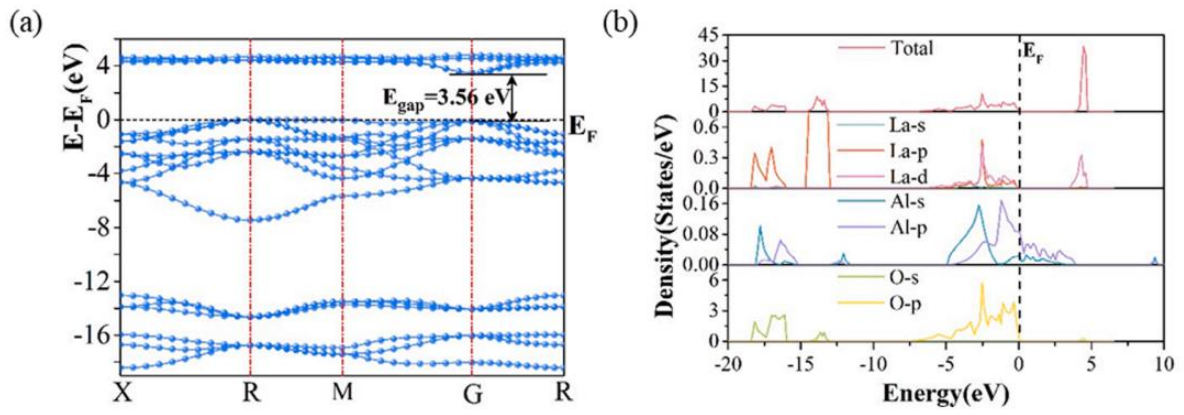 (a)
E-E_F(eV)
4
0
-4
-8
-12
-16
E_gap=3.56 eV
E_F
X R M G R
(b)
Density(States/eV)
45
30
15
0
Total
E_F
0.6
0.3
0.0
La-s
La-p
La-d
0.16
0.08
0.00
Al-s
Al-p
6
3
0
O-s
O-p
-20 -15 -10 -5 0 5 10
Energy(eV)